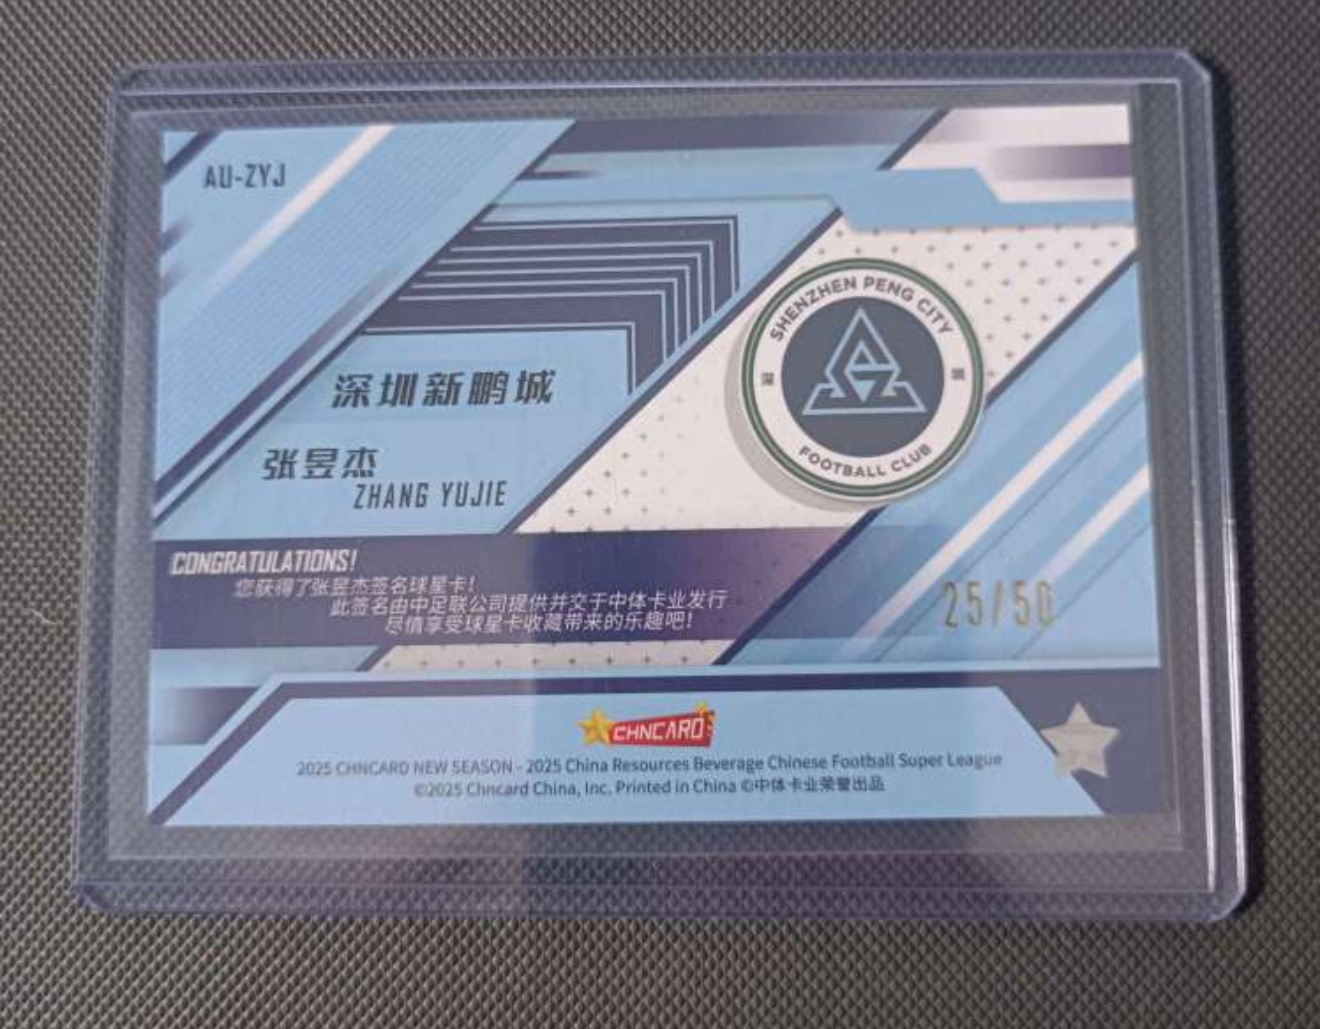 AU-ZYJ
SHENZHEN PENG CITY
FOOTBALL CLUB
深圳新鹏城
张昱杰
ZHANG YUJIE
CONGRATULATIONS!
您获得了张昱杰签名球星卡!
此签名由中足联公司提供并交于中体卡业发行
尽情享受球星卡收藏带来的乐趣吧!
25/50
CHNCARD
2025 CHNCARD NEW SEASON - 2025 China Resources Beverage Chinese Football Super League
©2025 Chncard China, Inc. Printed in China ©中体卡业荣誉出品